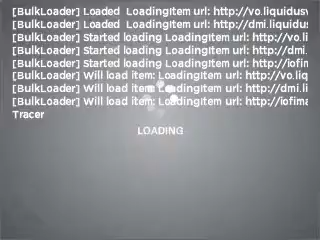 [BulkLoader] Loaded LoadingItem url: http://vo.liquidusv
[BulkLoader] Loaded LoadingItem url: http://dmi.liquidus
[BulkLoader] Started loading LoadingItem url: http://vo.li
[BulkLoader] Started loading LoadingItem url: http://dmi.
[BulkLoader] Started loading LoadingItem url: http://iofin
[BulkLoader] Will load item: LoadingItem url: http://vo.liq
[BulkLoader] Will load item: LoadingItem url: http://dmi.li
[BulkLoader] Will load item: LoadingItem url: http://iofima
Tracer
LOADING